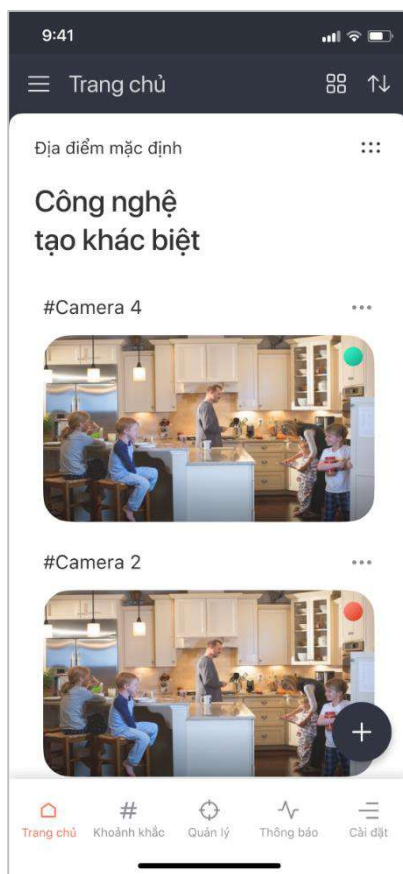 9:41
Trang chủ
Địa điểm mặc định
Công nghệ
tạo khác biệt
#Camera 4
#Camera 2
Trang chủ
Khoảnh khắc
Quản lý
Thông báo
Cài đặt